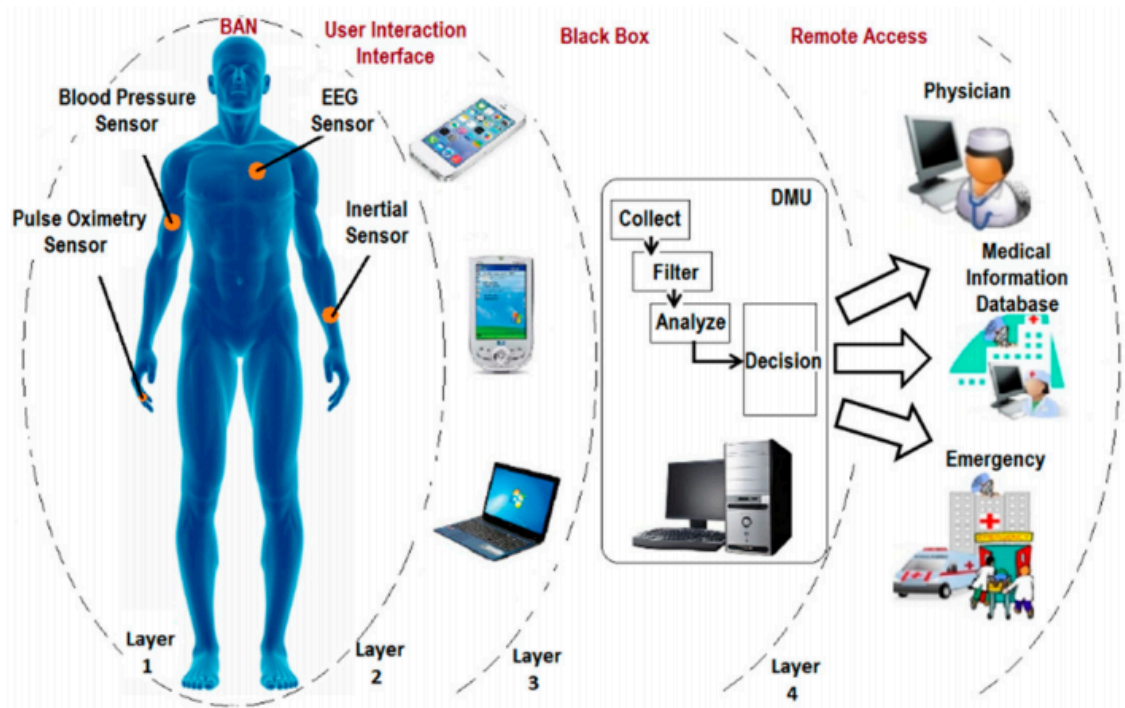 BAN
User Interaction
Interface
Black Box
Remote Access
Blood Pressure
Sensor
EEG
Sensor
Pulse Oximetry
Sensor
Inertial
Sensor
DMU
Collect
Filter
Analyze
Decision
Physician
Medical
Information
Database
Emergency
Layer
1
Layer
2
Layer
3
Layer
4